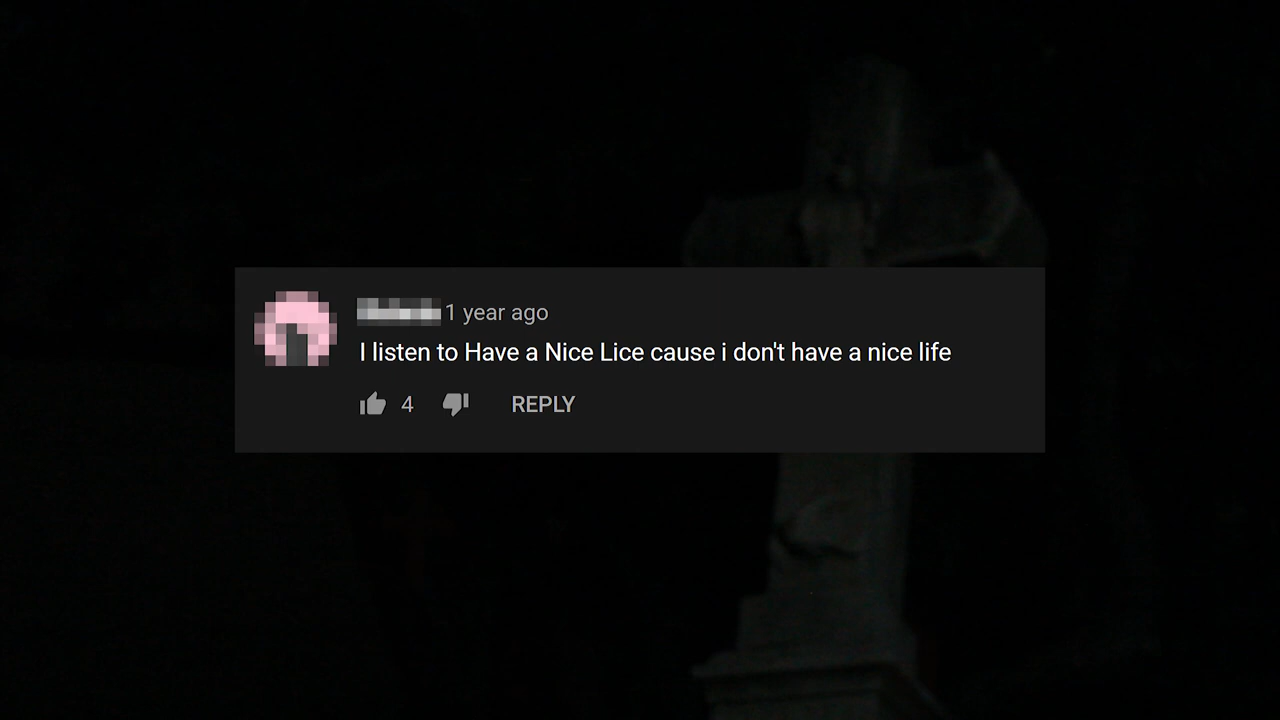 1 year ago
I listen to Have a Nice Lice cause i don't have a nice life
4 REPLY